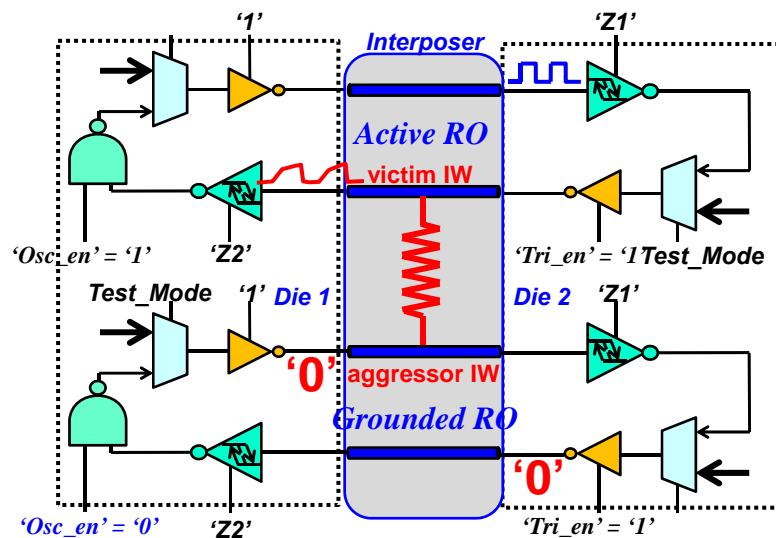 ‘1’
Interposer
‘Z1’
Active RO
victim IW
‘Osc_en’ = ‘1’
‘Z2’
‘Tri_en’ = ‘1’
Test_Mode
Test_Mode
‘1’
Die 1
Die 2
‘Z1’
‘0’
aggressor IW
Grounded RO
‘0’
‘Osc_en’ = ‘0’
‘Z2’
‘Tri_en’ = ‘1’